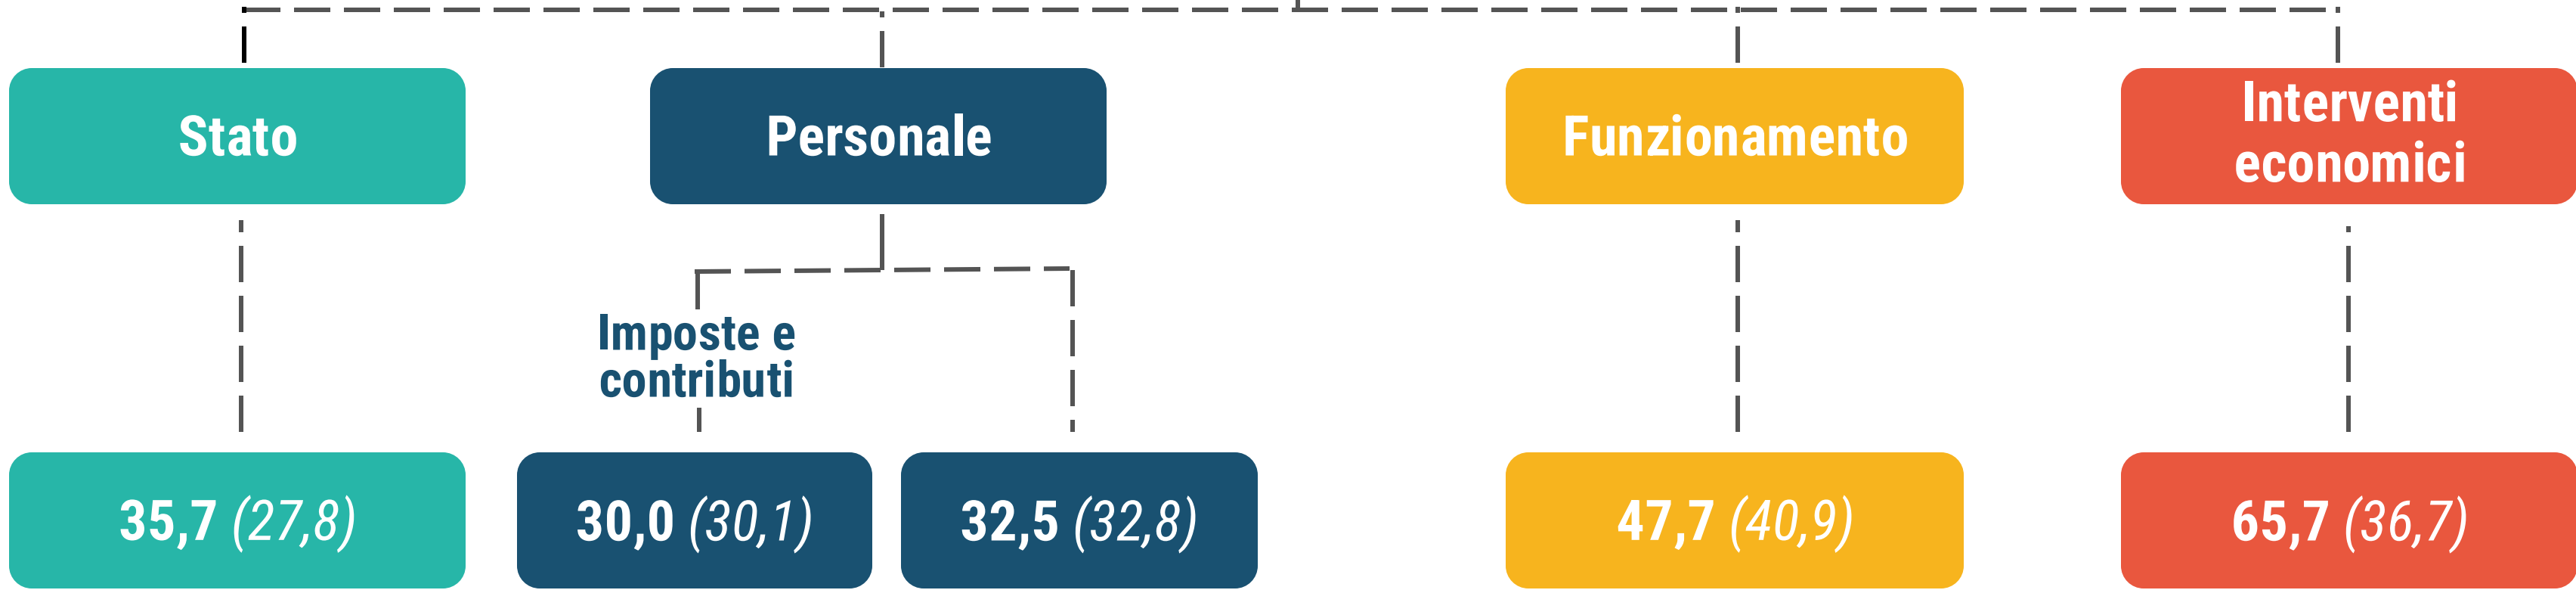 Stato
Personale
Funzionamento
Interventi
economici
Imposte e
contributi
35,7 (27,8)
30,0 (30,1)
32,5 (32,8)
47,7 (40,9)
65,7 (36,7)